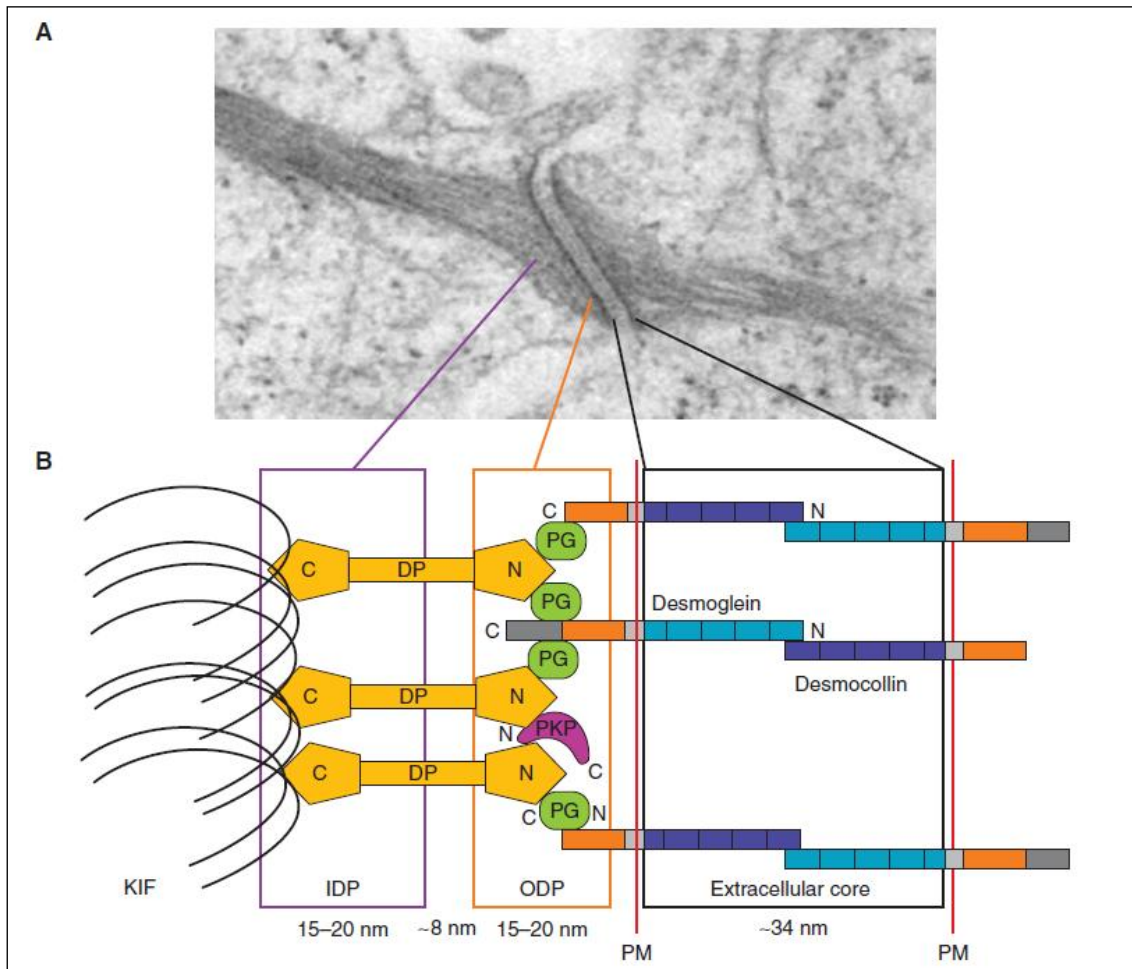 A
B
C
N
PG
C
DP
N
PG
Desmoglein
C
N
PG
Desmocollin
C
DP
N
N
PKP
C
C
DP
N
C
PG
N
KIF
IDP
ODP
Extracellular core
15–20 nm
~8 nm
15–20 nm
~34 nm
PM
PM